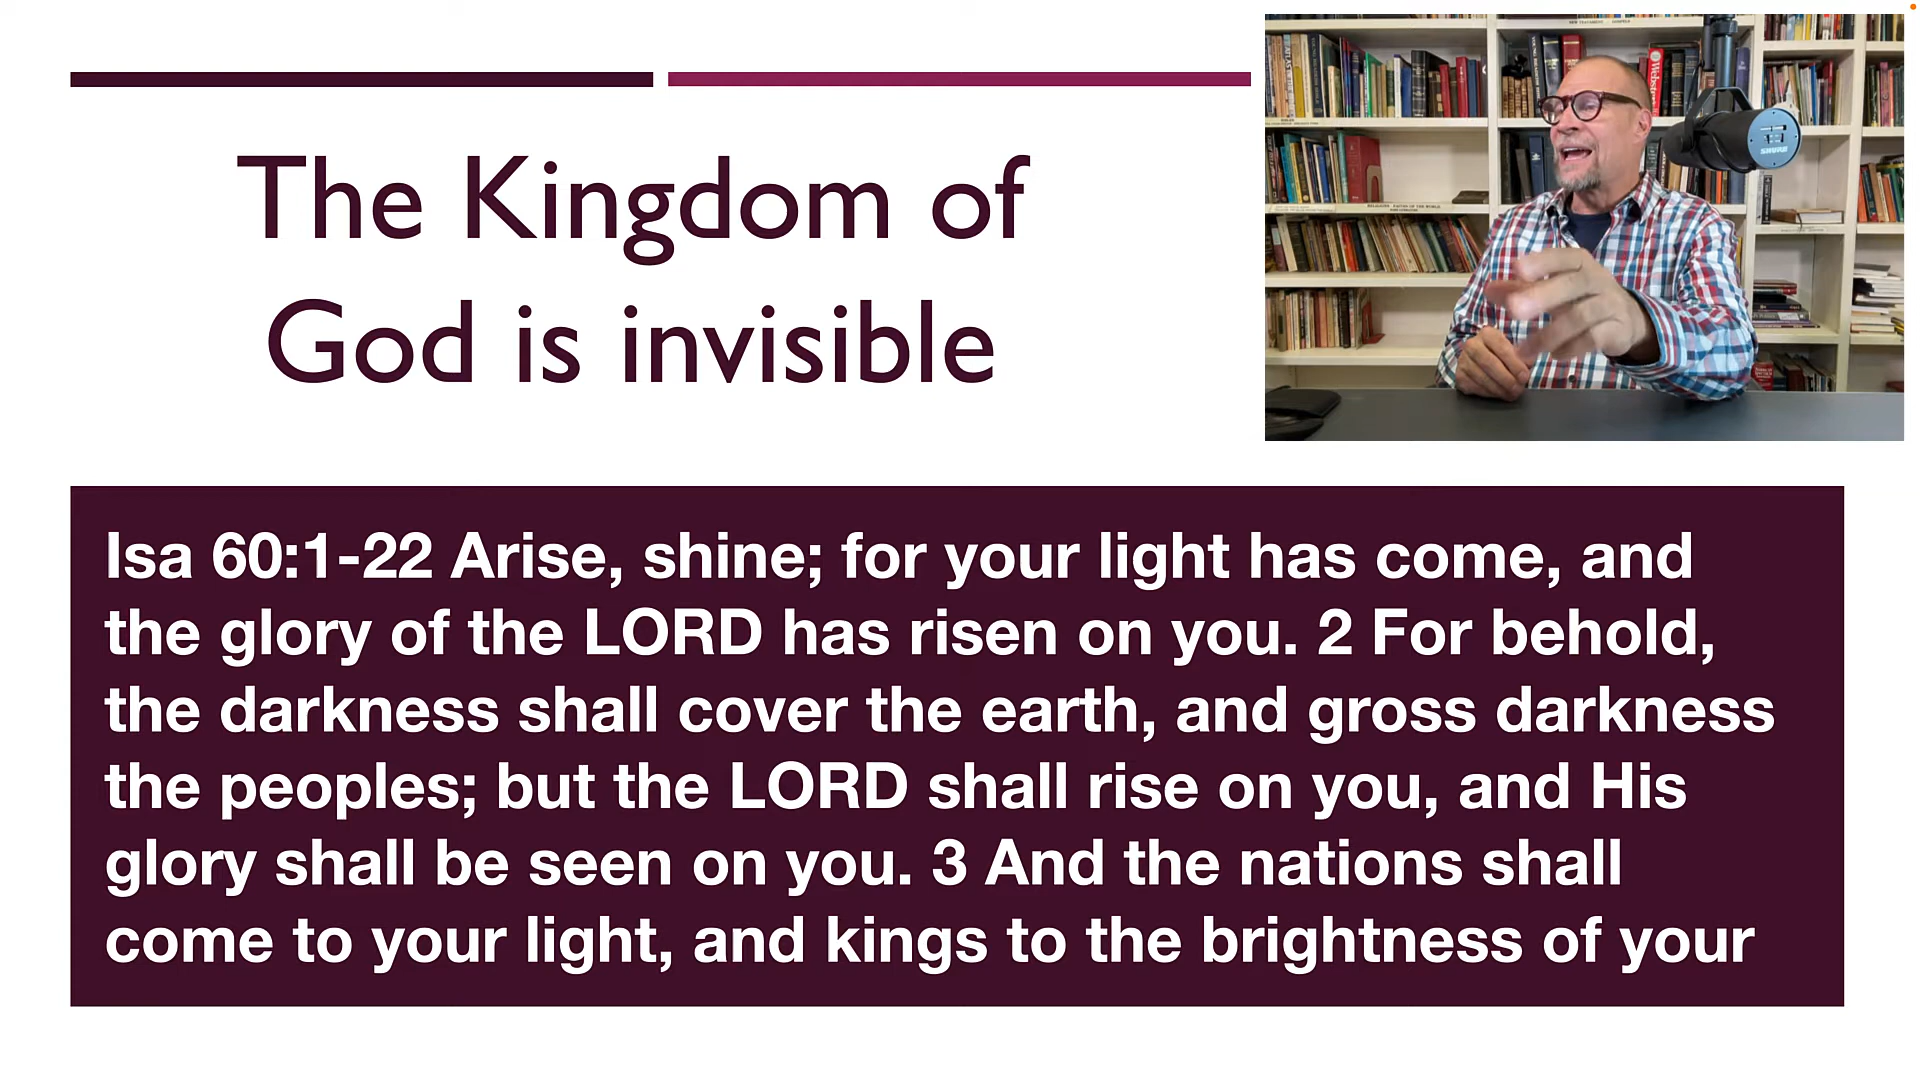 The Kingdom of
God is invisible
SHURE
Isa 60:1-22 Arise, shine; for your light has come, and
the glory of the LORD has risen on you. 2 For behold,
the darkness shall cover the earth, and gross darkness
the peoples; but the LORD shall rise on you, and His
glory shall be seen on you. 3 And the nations shall
come to your light, and kings to the brightness of your